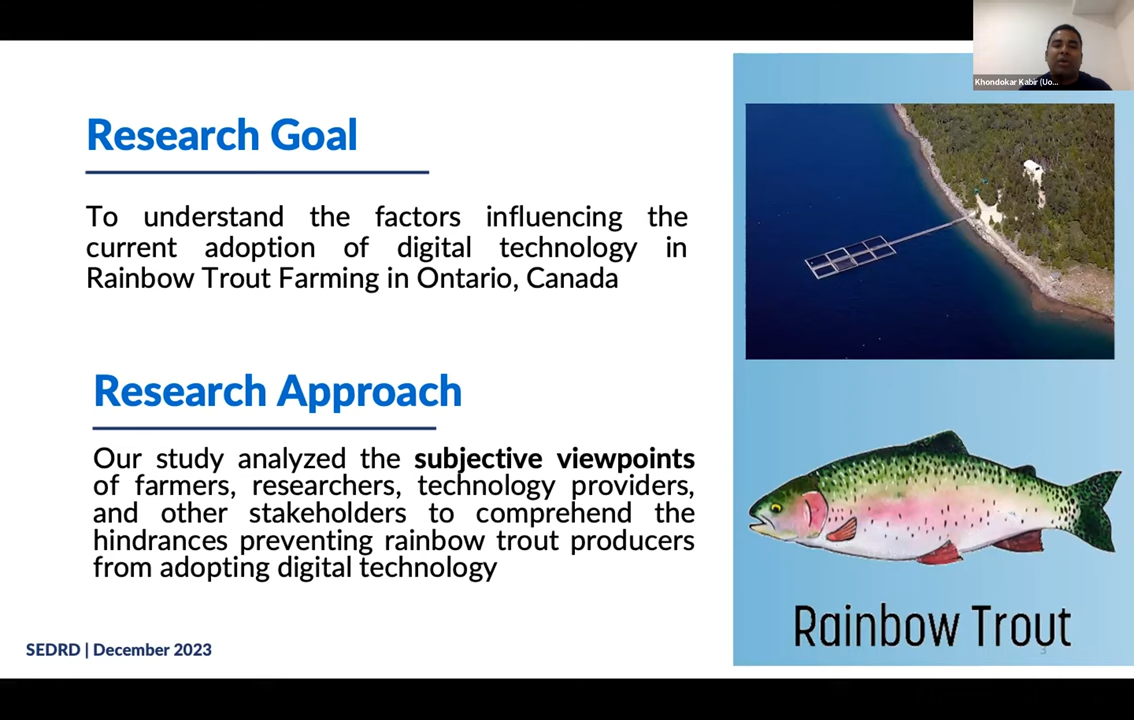 Khondokar Kabir (Uo...
Research Goal
To understand the factors influencing the
current adoption of digital technology in
Rainbow Trout Farming in Ontario, Canada
Research Approach
Our study analyzed the subjective viewpoints
of farmers, researchers, technology providers,
and other stakeholders to comprehend the
hindrances preventing rainbow trout producers
from adopting digital technology
SEDRD | December 2023
Rainbow Trout
3